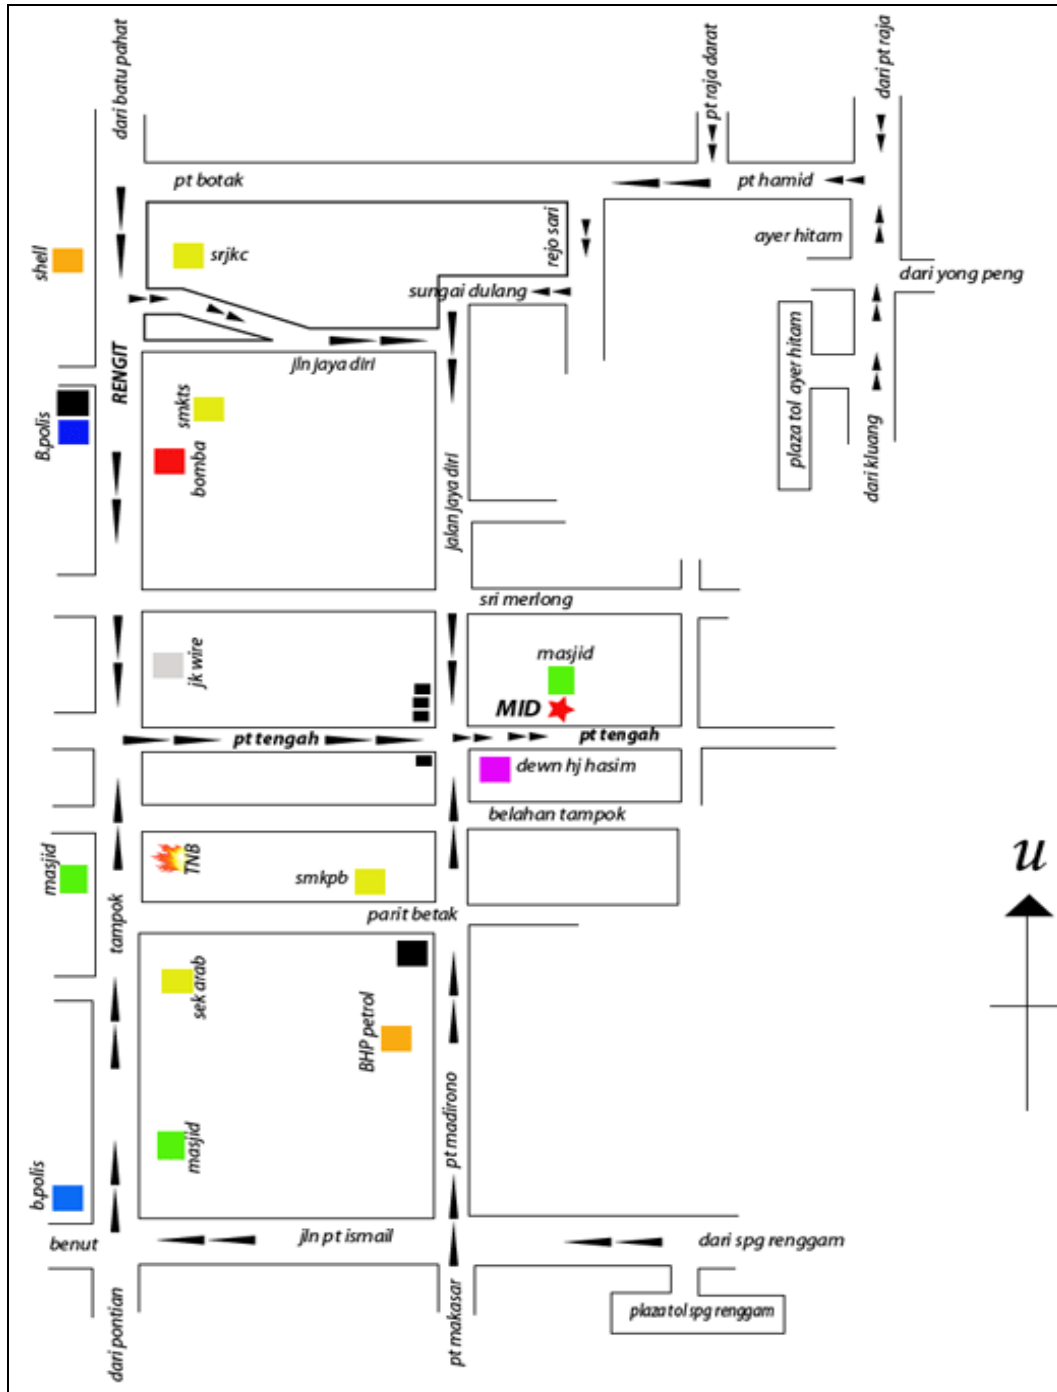 dari batu pahat
pt raja darat
dari pt raja
pt botak
pt hamid
shell
srjkc
rejo sari
ayer hitam
dari yong peng
sungai dulang
plaza tol ayer hitam
dari kluang
RENGIT
jln jaya diri
B.polis
smkts
bomba
jalan jaya diri
sri merlong
jk wire
masjid
MID
pt tengah
pt tengah
dewn hj hasim
belahan tampok
masjid
TNB
smkpb
tampok
parit betak
u
sek arab
BHP petrol
masjid
pt madirono
b.polis
benut
jln pt ismail
dari spg renggam
dari pontian
pt makasar
plaza tol spg renggam